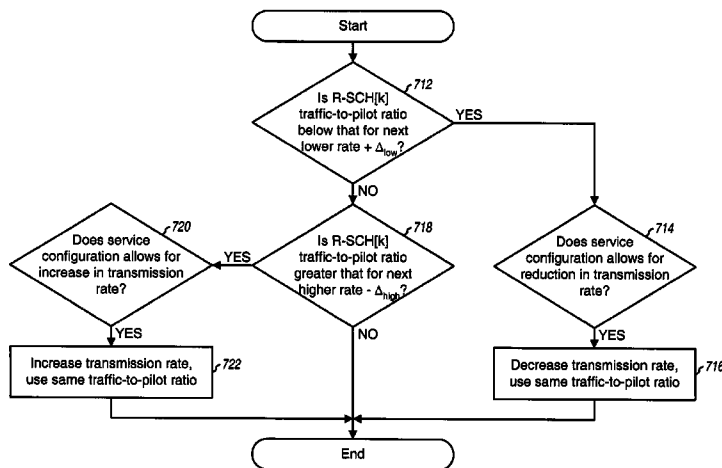 Start
712
Is R-SCH[k]
traffic-to-pilot ratio
below that for next
lower rate + Δlow?
YES
NO
720
Does service
configuration allows for
increase in transmission
rate?
YES
718
Is R-SCH[k]
traffic-to-pilot ratio
greater that for next
higher rate - Δhigh?
714
Does service
configuration allows for
reduction in transmission
rate?
YES
NO
YES
Increase transmission rate,
use same traffic-to-pilot ratio
722
Decrease transmission rate,
use same traffic-to-pilot ratio
716
End